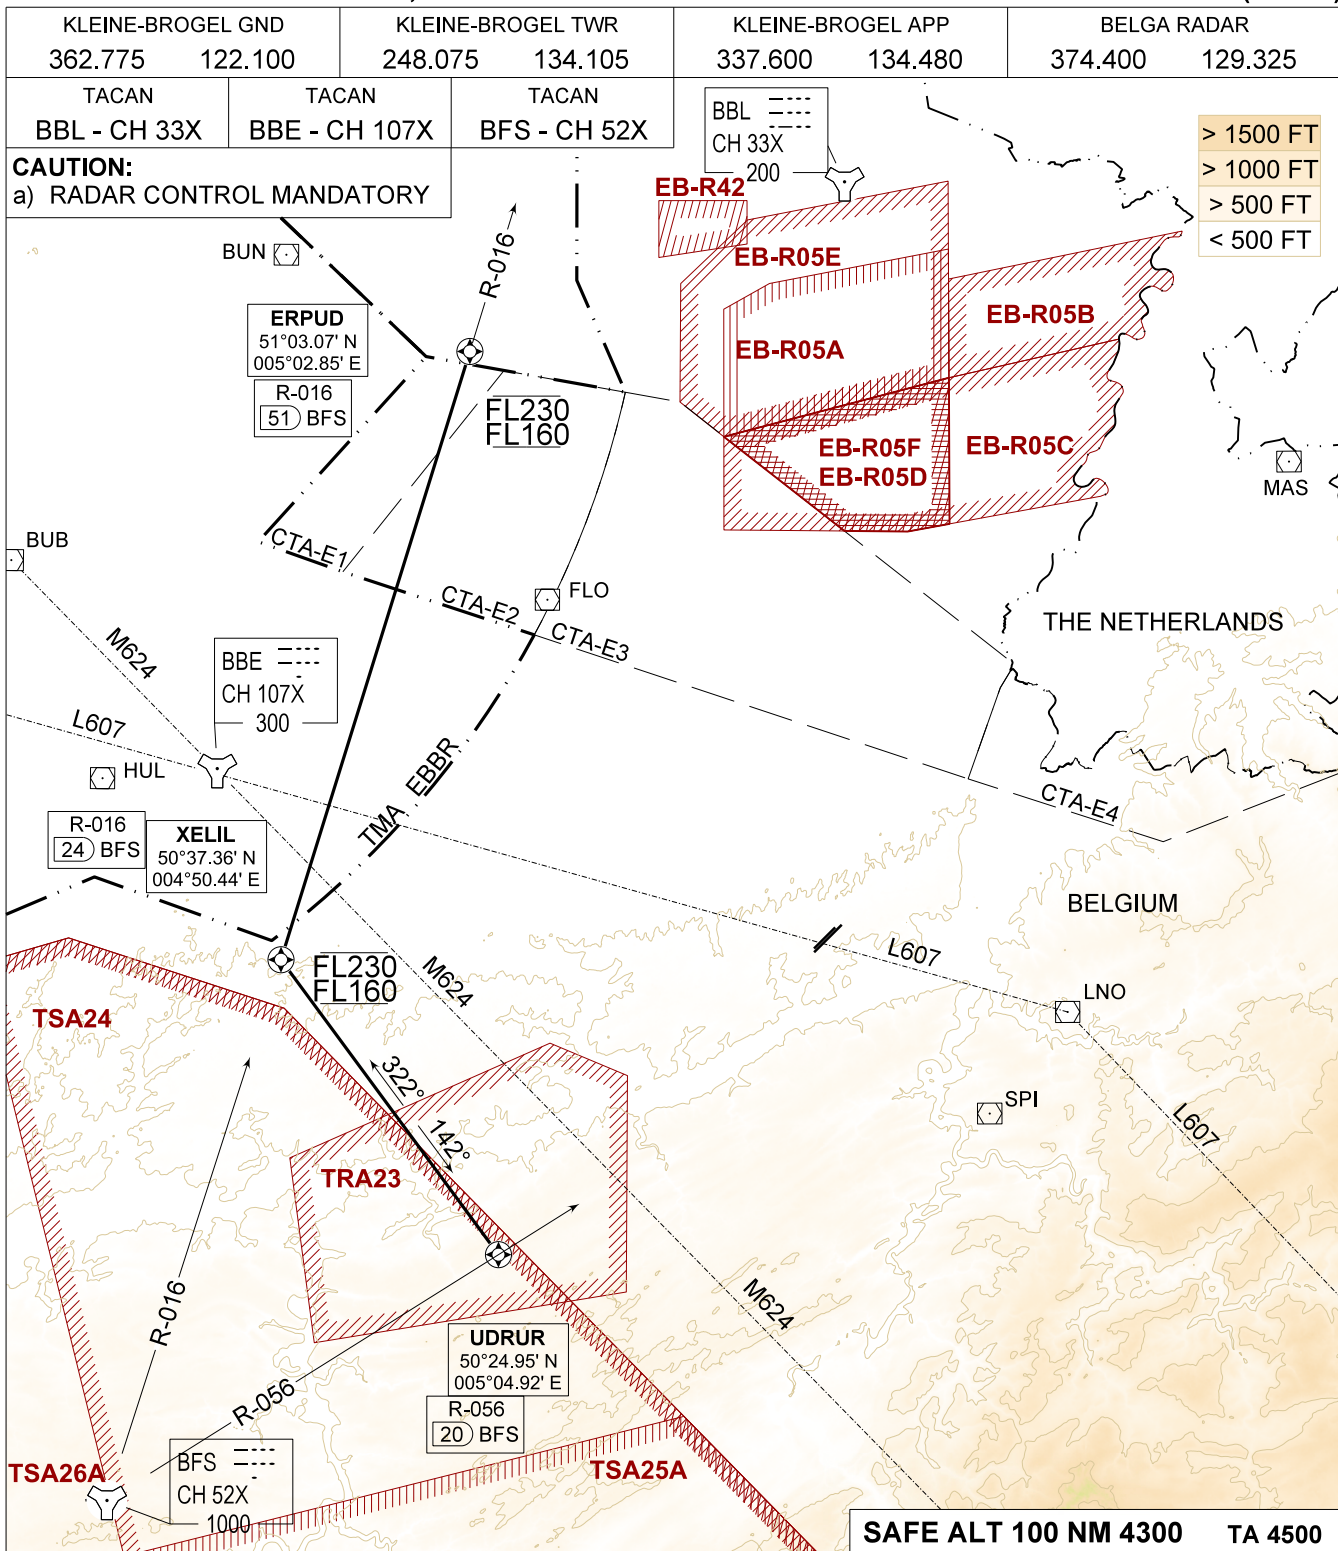 KLEINE-BROGEL GND
362.775 122.100
KLEINE-BROGEL TWR
248.075 134.105
KLEINE-BROGEL APP
337.600 134.480
BELGA RADAR
374.400 129.325
TACAN
BBL - CH 33X
TACAN
BBE - CH 107X
TACAN
BFS - CH 52X
CAUTION:
a) RADAR CONTROL MANDATORY
BBL
CH 33X
200
> 1500 FT
> 1000 FT
> 500 FT
< 500 FT
EB-R42
BUN
R-016
EB-R05E
EB-R05B
ERPUD
51°03.07' N
005°02.85' E
R-016
51 BFS
EB-R05A
FL230
FL160
EB-R05F
EB-R05D
EB-R05C
MAS
BUB
CTA-E1
CTA-E2
FLO
CTA-E3
THE NETHERLANDS
M624
BBE
CH 107X
300
L607
HUL
TMA EBBR
CTA-E4
R-016
24 BFS
XELIL
50°37.36' N
004°50.44' E
BELGIUM
L607
FL230
FL160
M624
LNO
TSA24
322°
142°
SPI
L607
TRA23
R-016
M624
UDRUR
50°24.95' N
005°04.92' E
R-056
20 BFS
R-056
TSA26A
BFS
CH 52X
1000
TSA25A
SAFE ALT 100 NM 4300 TA 4500